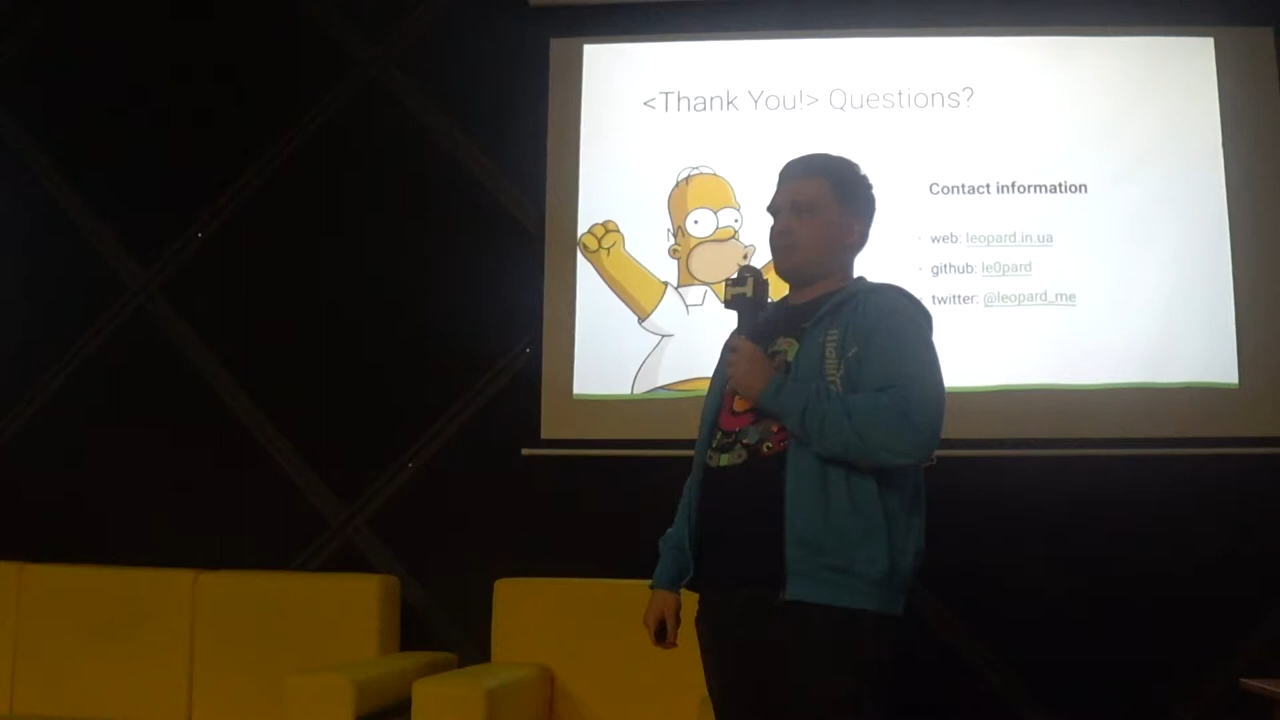 <Thank You!> Questions?
Contact information
web: leopard.in.ua
github: le0pard
twitter: @leopard_me